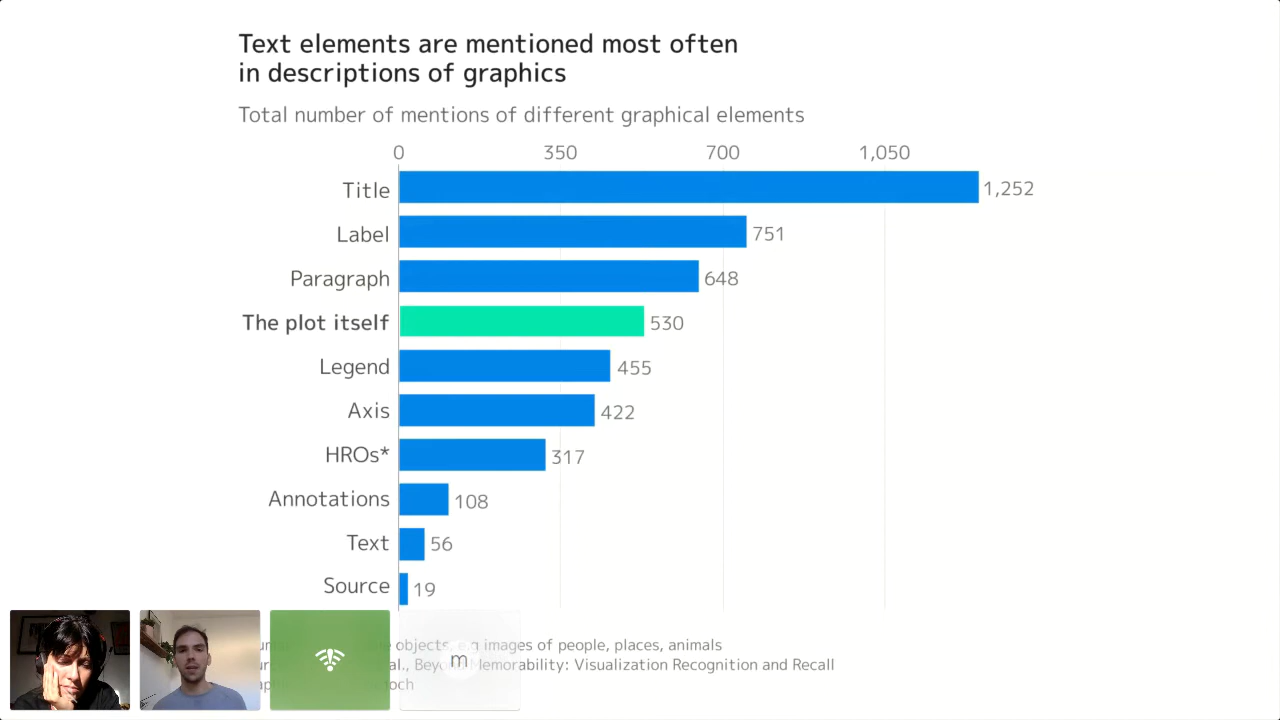 Text elements are mentioned most often
in descriptions of graphics
Total number of mentions of different graphical elements
0 350 700 1,050
Title 1,252
Label 751
Paragraph 648
The plot itself 530
Legend 455
Axis 422
HROs* 317
Annotations 108
Text 56
Source 19
objects, e.g images of people, places, animals
al., Beyond Memorability: Visualization Recognition and Recall
m